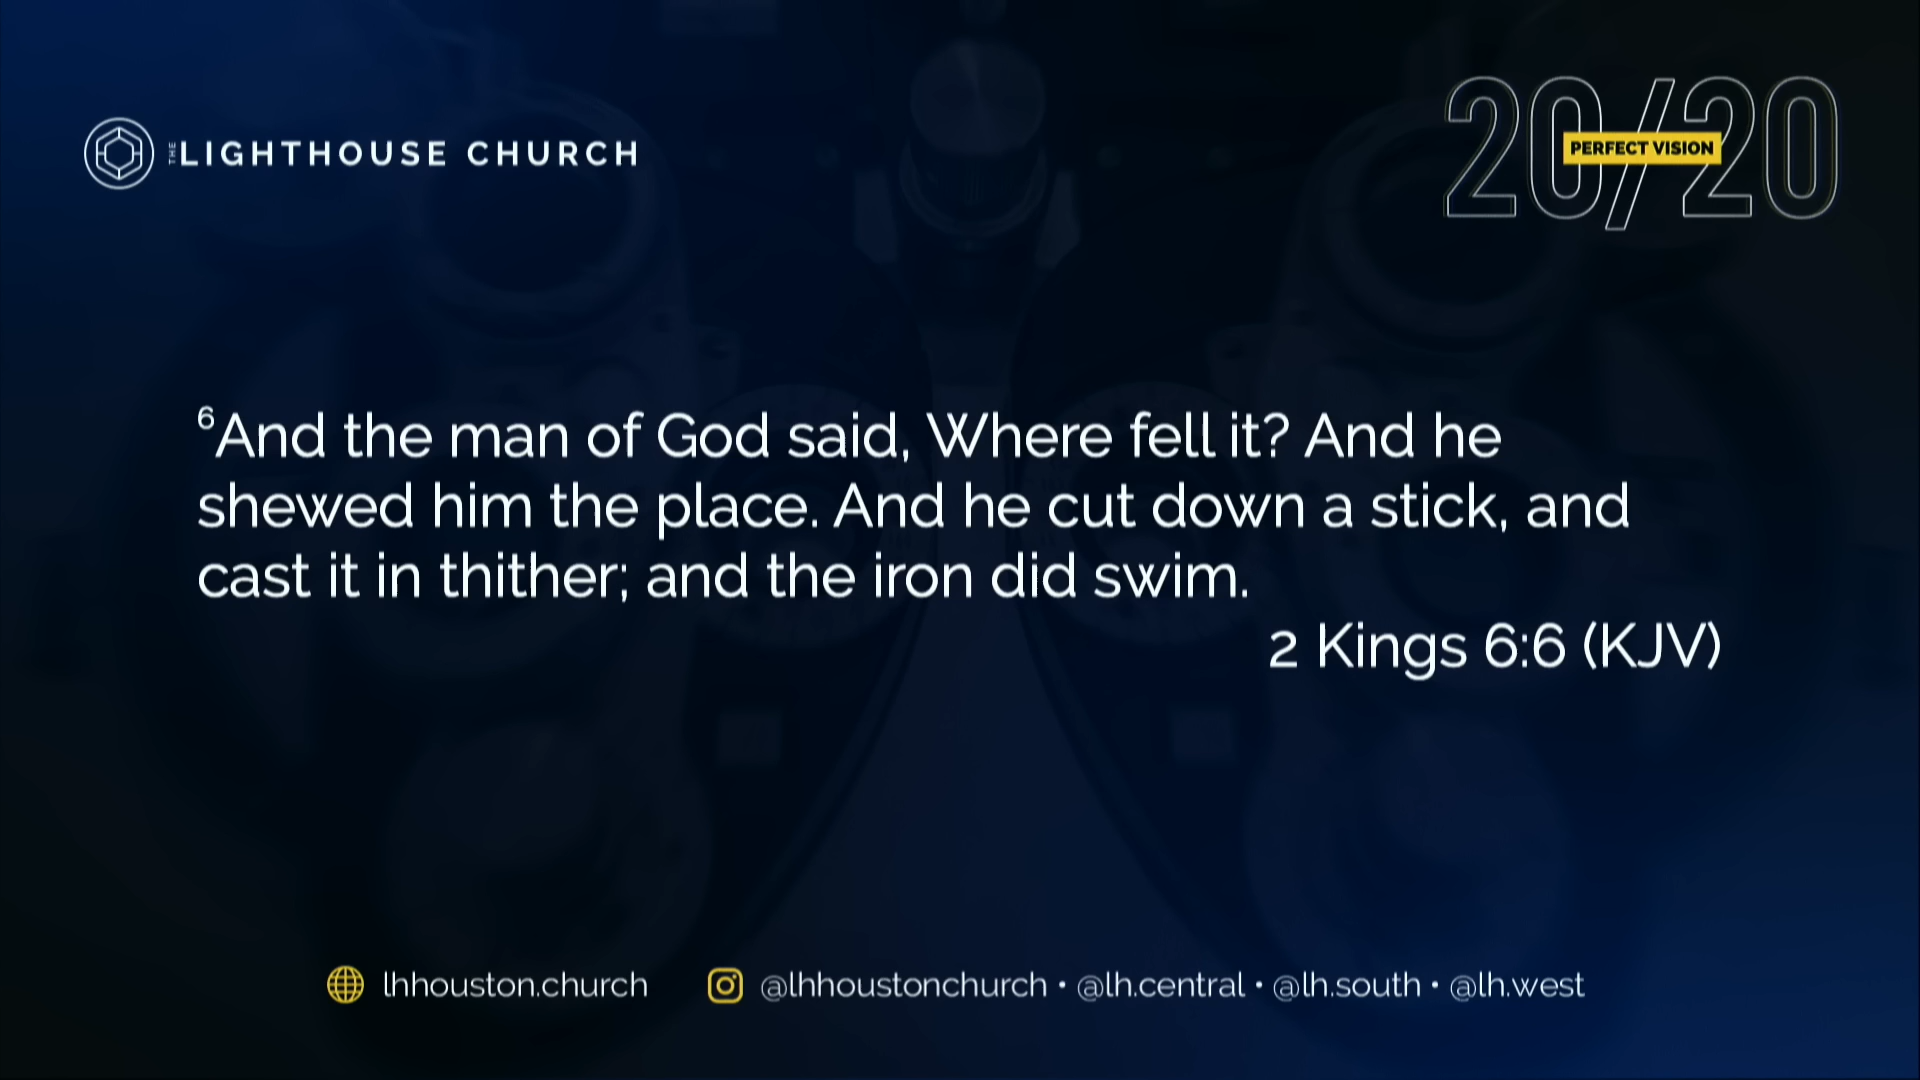 THE LIGHTHOUSE CHURCH
20/20
PERFECT VISION
⁶And the man of God said, Where fell it? And he
shewed him the place. And he cut down a stick, and
cast it in thither; and the iron did swim.
2 Kings 6:6 (KJV)
lhhouston.church
@lhhoustonchurch • @lh.central • @lh.south • @lh.west